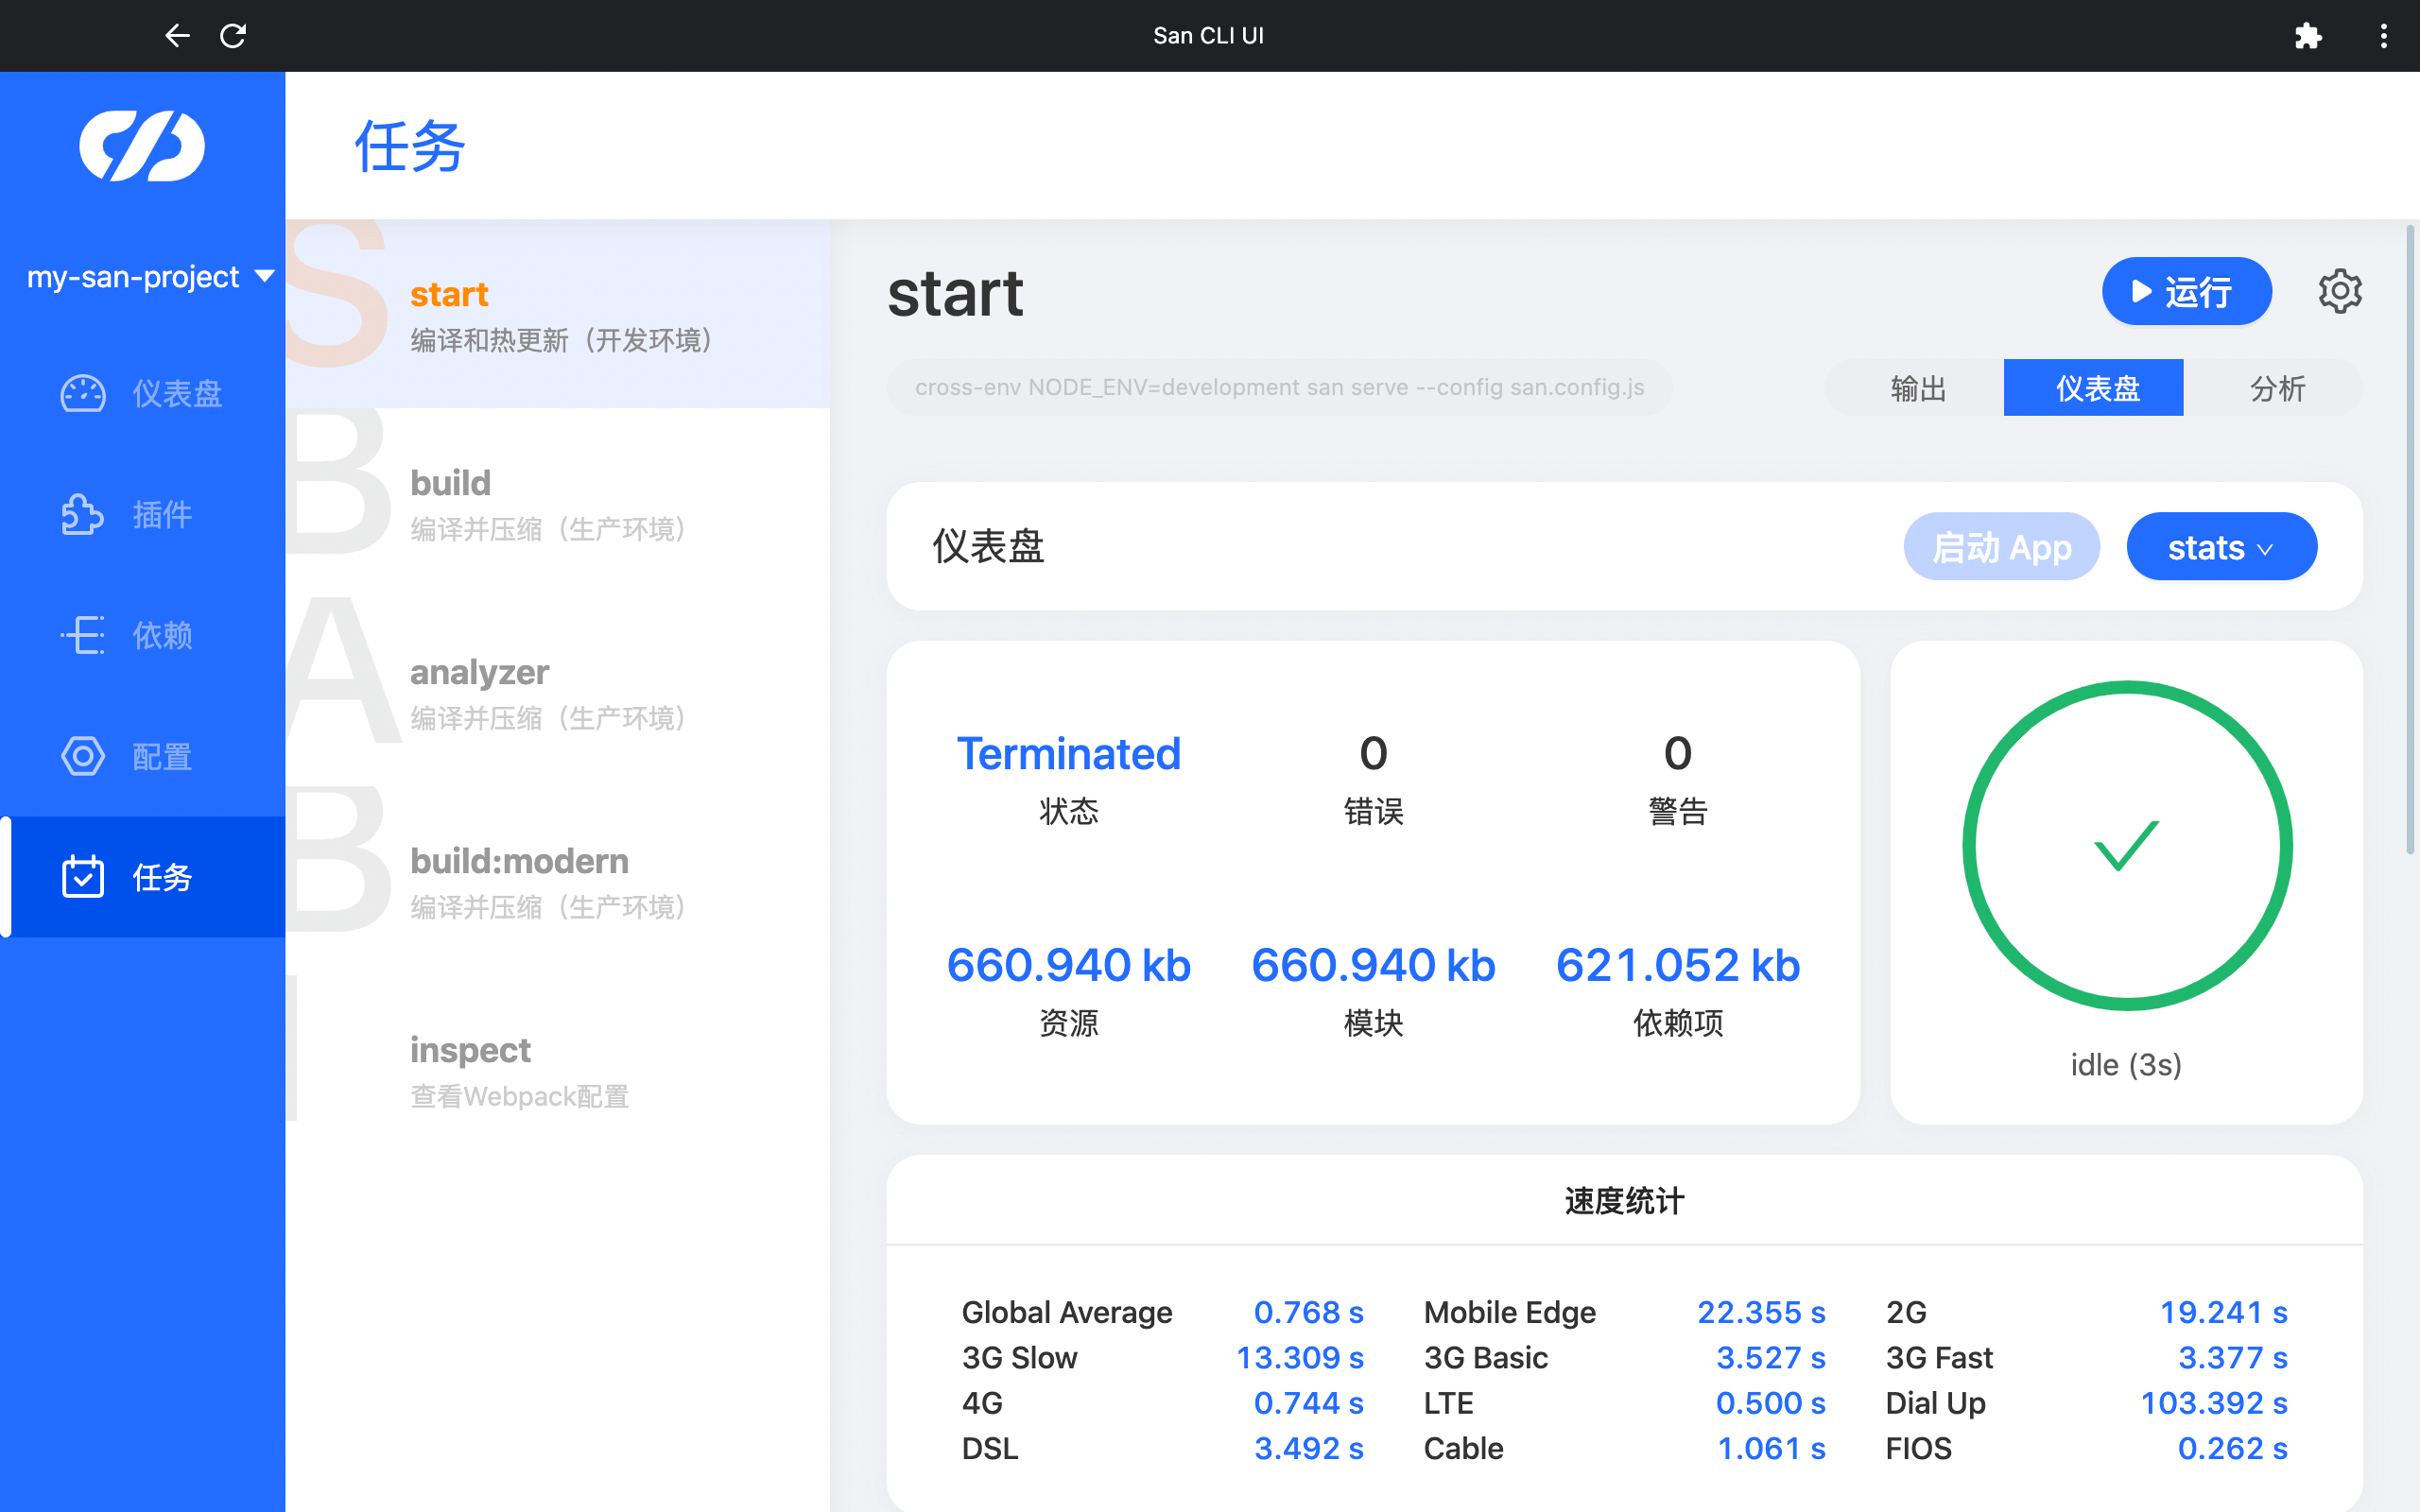 San CLI UI
my-san-project
仪表盘
插件
依赖
配置
任务
任务
S
start
编译和热更新（开发环境）
B
build
编译并压缩（生产环境）
A
analyzer
编译并压缩（生产环境）
B
build:modern
编译并压缩（生产环境）
I
inspect
查看Webpack配置
start
运行
cross-env NODE_ENV=development san serve --config san.config.js
输出 仪表盘 分析
仪表盘
启动 App
stats
Terminated 0 0
状态 错误 警告
660.940 kb 660.940 kb 621.052 kb
资源 模块 依赖项
idle (3s)
速度统计
Global Average 0.768 s Mobile Edge 22.355 s 2G 19.241 s
3G Slow 13.309 s 3G Basic 3.527 s 3G Fast 3.377 s
4G 0.744 s LTE 0.500 s Dial Up 103.392 s
DSL 3.492 s Cable 1.061 s FIOS 0.262 s